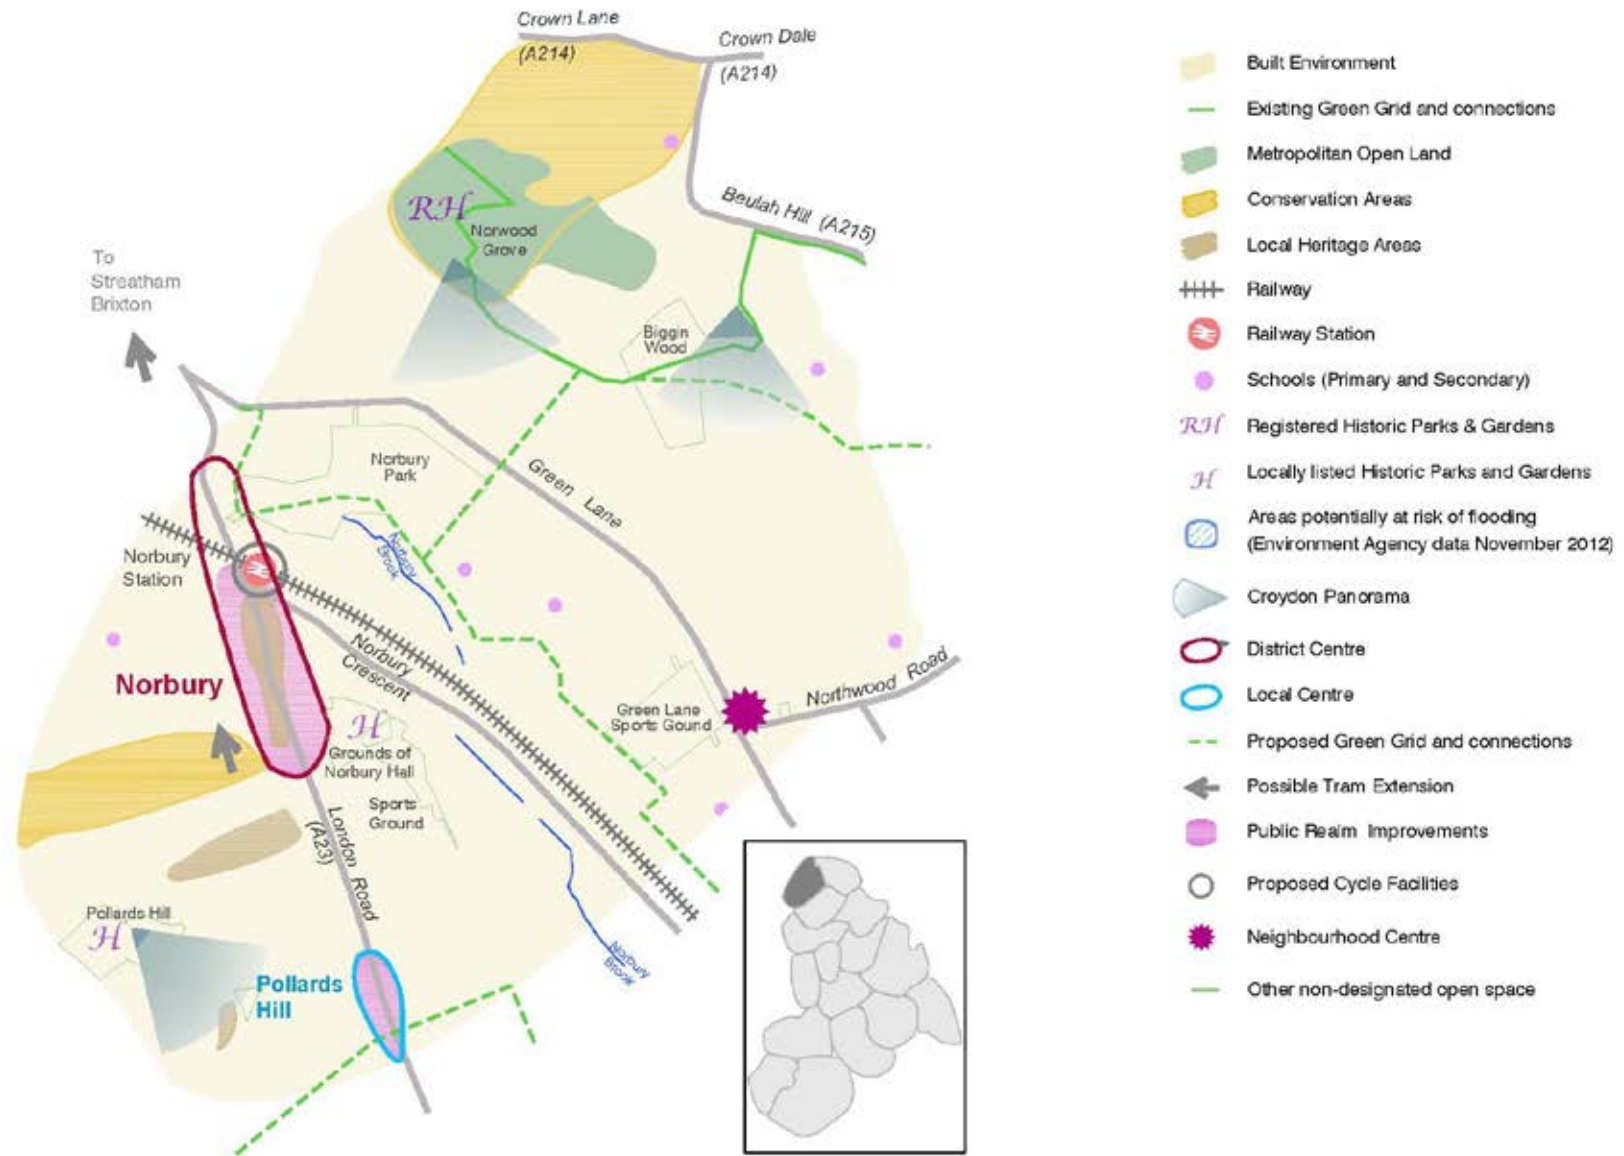 Crown Lane
(A214)
Crown Dale
(A214)
Beulah Hill (A215)
RH
Norwood
Grove
To
Streatham
Brixton
Biggin
Wood
Norbury
Park
Green Lane
Norbury
Brook
Norbury
Station
Norbury
Crescent
Norbury
Green Lane
Sports Gound
Northwood Road
H
Grounds of
Norbury Hall
Sports
Ground
London Road
(A23)
Pollards Hill
H
Pollards
Hill
Norbury
Brook
Built Environment
Existing Green Grid and connections
Metropolitan Open Land
Conservation Areas
Local Heritage Areas
Railway
Railway Station
Schools (Primary and Secondary)
RH Registered Historic Parks & Gardens
H Locally listed Historic Parks and Gardens
Areas potentially at risk of flooding
(Environment Agency data November 2012)
Croydon Panorama
District Centre
Local Centre
Proposed Green Grid and connections
Possible Tram Extension
Public Realm Improvements
Proposed Cycle Facilities
Neighbourhood Centre
Other non-designated open space